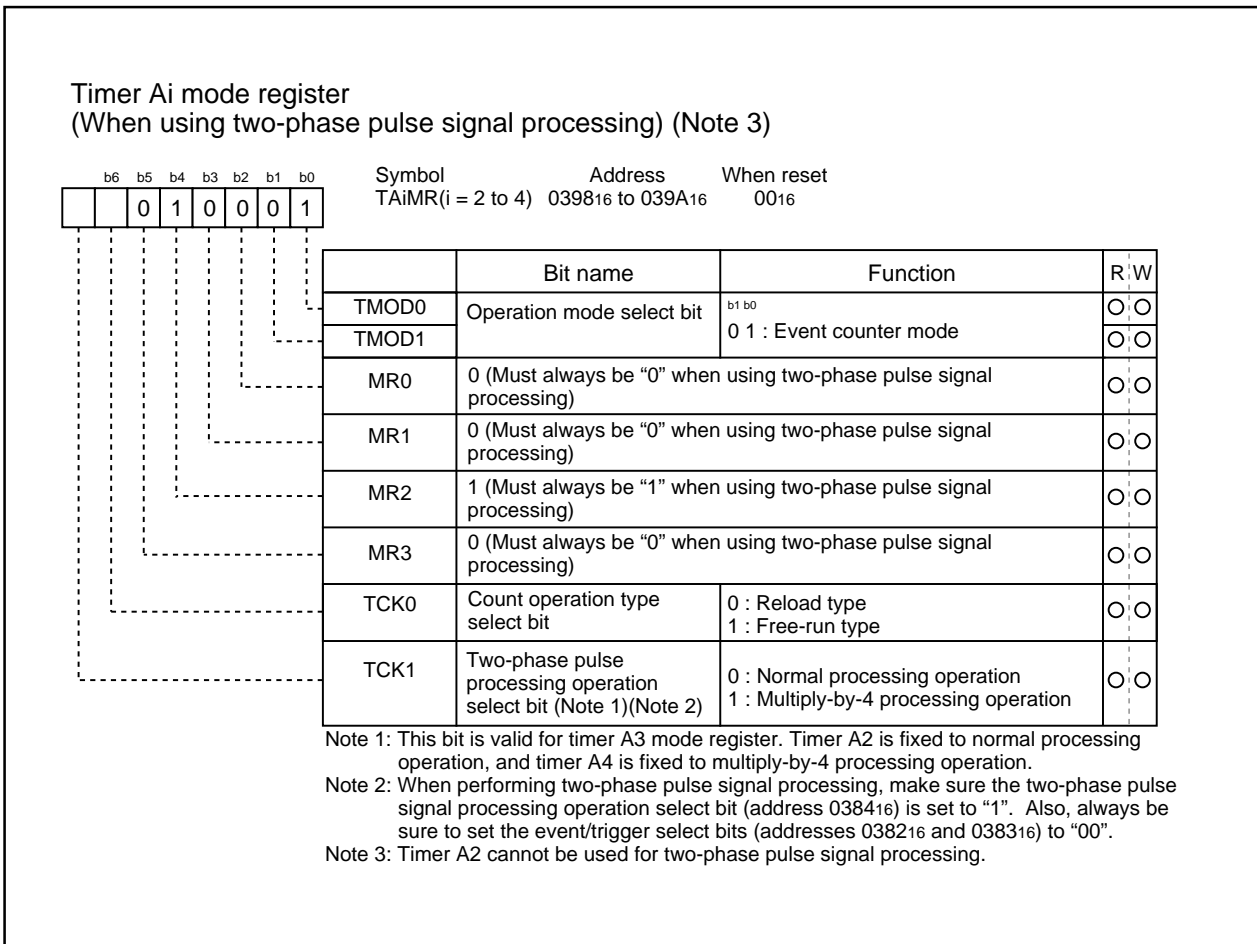 Timer Ai mode register
(When using two-phase pulse signal processing) (Note 3)
Symbol Address When reset
TAiMR(i = 2 to 4) 039816 to 039A16 0016
b6 b5 b4 b3 b2 b1 b0
0 1 0 0 0 1
Bit name Function R W
TMOD0 Operation mode select bit b1 b0
TMOD1 0 1 : Event counter mode
MR0 0 (Must always be “0” when using two-phase pulse signal
processing)
MR1 0 (Must always be “0” when using two-phase pulse signal
processing)
MR2 1 (Must always be “1” when using two-phase pulse signal
processing)
MR3 0 (Must always be “0” when using two-phase pulse signal
processing)
TCK0 Count operation type 0 : Reload type
select bit 1 : Free-run type
TCK1 Two-phase pulse
processing operation 0 : Normal processing operation
select bit (Note 1)(Note 2) 1 : Multiply-by-4 processing operation
Note 1: This bit is valid for timer A3 mode register. Timer A2 is fixed to normal processing
operation, and timer A4 is fixed to multiply-by-4 processing operation.
Note 2: When performing two-phase pulse signal processing, make sure the two-phase pulse
signal processing operation select bit (address 038416) is set to “1”. Also, always be
sure to set the event/trigger select bits (addresses 038216 and 038316) to “00”.
Note 3: Timer A2 cannot be used for two-phase pulse signal processing.